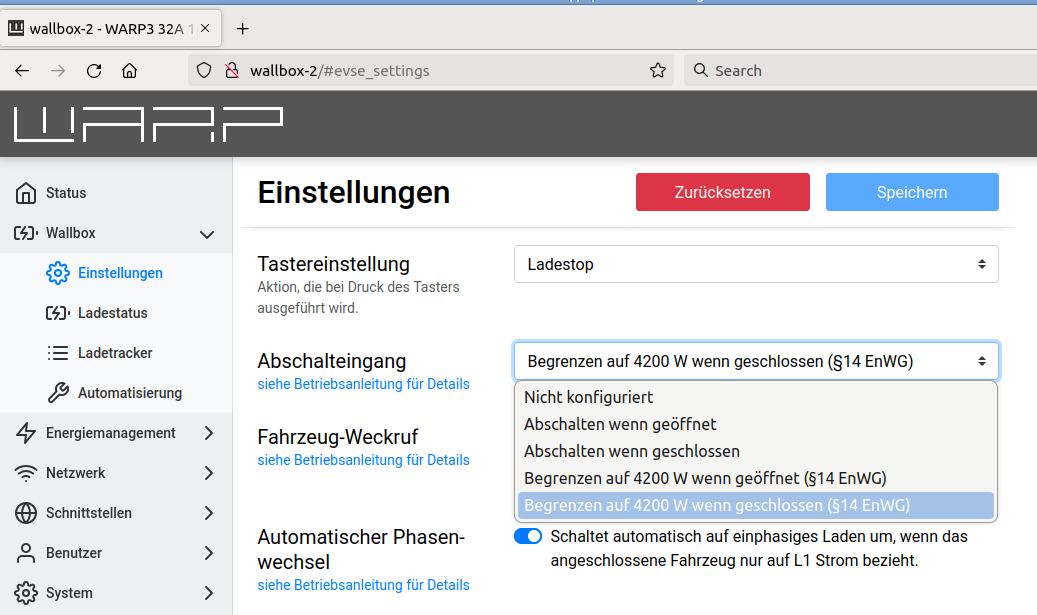 wallbox-2 - WARP3 32A 1
wallbox-2/#evse_settings
Search
WARP
Status
Einstellungen
Zurücksetzen
Speichern
Wallbox
Einstellungen
Ladestatus
Ladetracker
Automatisierung
Energiemanagement
Netzwerk
Schnittstellen
Benutzer
System
Tastereinstellung
Aktion, die bei Druck des Tasters
ausgeführt wird.
Ladestop
Abschalteingang
siehe Betriebsanleitung für Details
Begrenzen auf 4200 W wenn geschlossen (§14 EnWG)
Nicht konfiguriert
Abschalten wenn geöffnet
Abschalten wenn geschlossen
Begrenzen auf 4200 W wenn geöffnet (§14 EnWG)
Begrenzen auf 4200 W wenn geschlossen (§14 EnWG)
Fahrzeug-Weckruf
siehe Betriebsanleitung für Details
Automatischer Phasen-
wechsel
siehe Betriebsanleitung für Details
Schaltet automatisch auf einphasiges Laden um, wenn das
angeschlossene Fahrzeug nur auf L1 Strom bezieht.